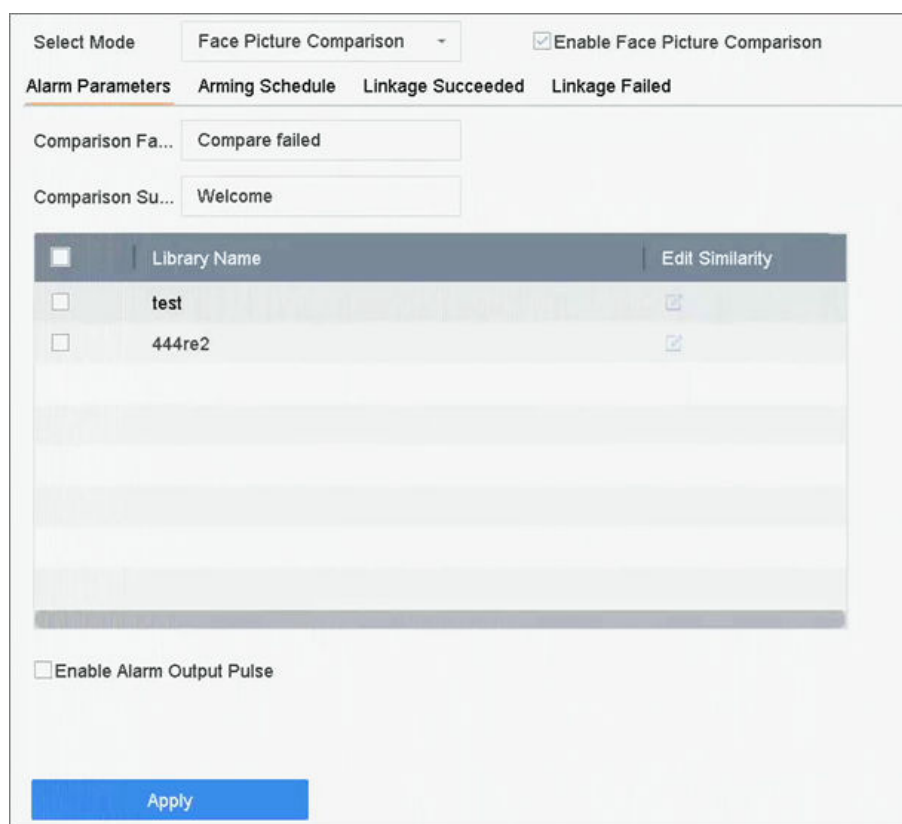 Select Mode Face Picture Comparison Enable Face Picture Comparison
Alarm Parameters Arming Schedule Linkage Succeeded Linkage Failed
Comparison Fa... Compare failed
Comparison Su... Welcome
Library Name Edit Similarity
test
444re2
Enable Alarm Output Pulse
Apply